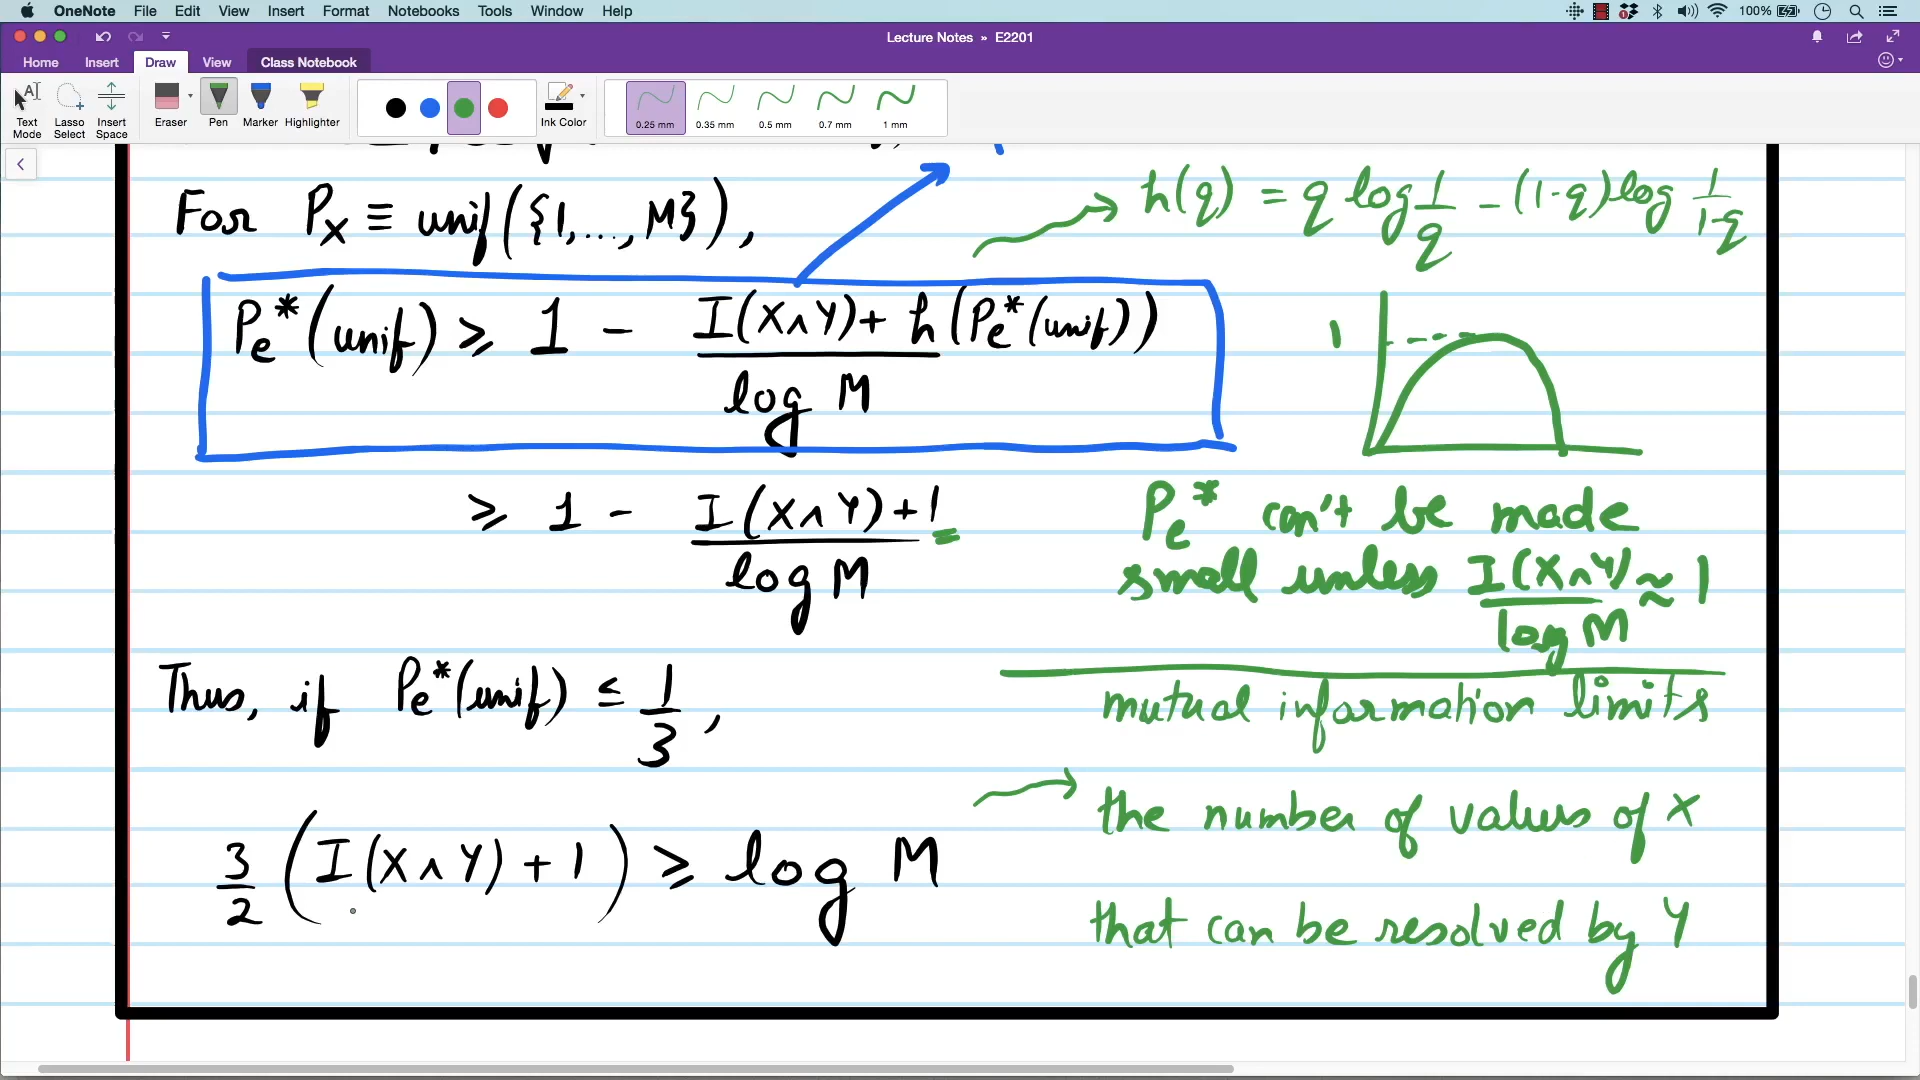 OneNote File Edit View Insert Format Notebooks Tools Window Help 100%
Lecture Notes » E2201
Home Insert Draw View Class Notebook
Text Mode Lasso Select Insert Space Eraser Pen Marker Highlighter Ink Color 0.25 mm 0.35 mm 0.5 mm 0.7 mm 1 mm
For P_X ≡ unif({1,..., M}),
h(q) = q log 1/q - (1-q) log 1/1-q
Pe*(unif) ≥ 1 - I(X∧Y) + h(Pe*(unif)) / log M
1
≥ 1 - I(X∧Y)+1 / log M
Pe* can't be made
small unless I(X∧Y) / log M ≈ 1
Thus, if Pe*(unif) ≤ 1/3,
mutual information limits
the number of values of X
3/2 (I(X∧Y) + 1) ≥ log M
that can be resolved by Y